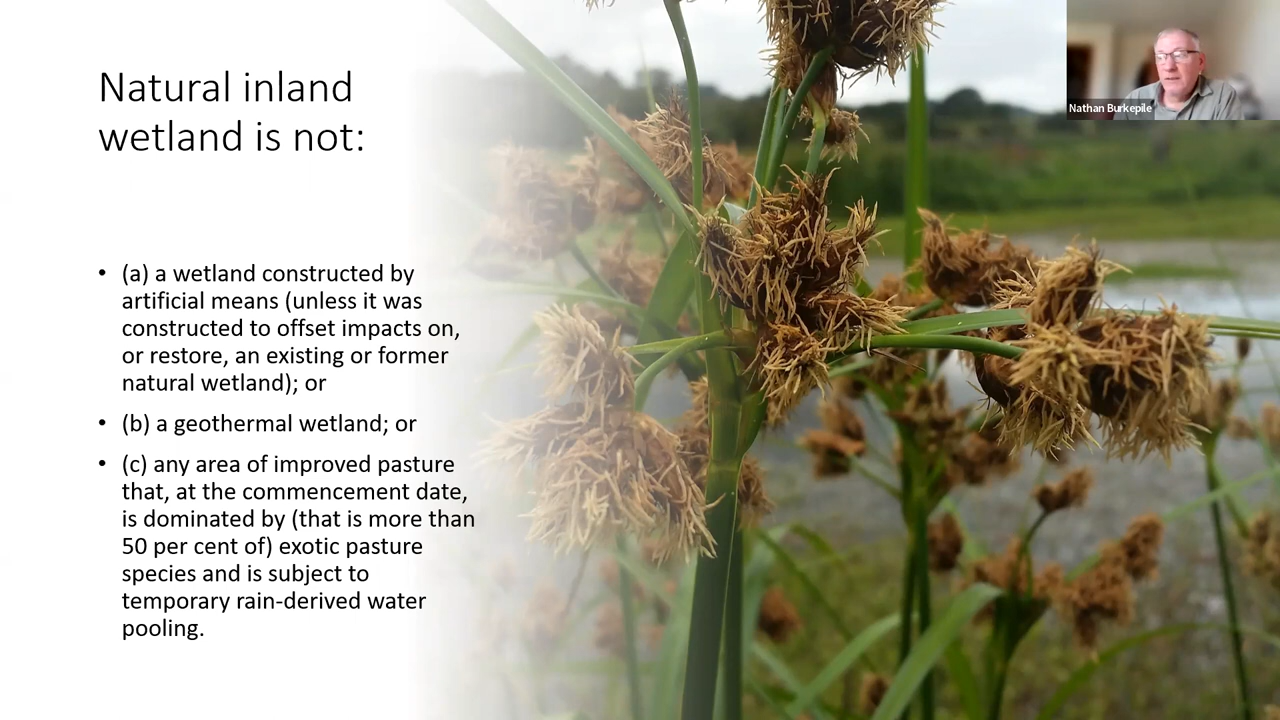 Natural inland
wetland is not:
Nathan Burkepile
• (a) a wetland constructed by
artificial means (unless it was
constructed to offset impacts on,
or restore, an existing or former
natural wetland); or
• (b) a geothermal wetland; or
• (c) any area of improved pasture
that, at the commencement date,
is dominated by (that is more than
50 per cent of) exotic pasture
species and is subject to
temporary rain-derived water
pooling.